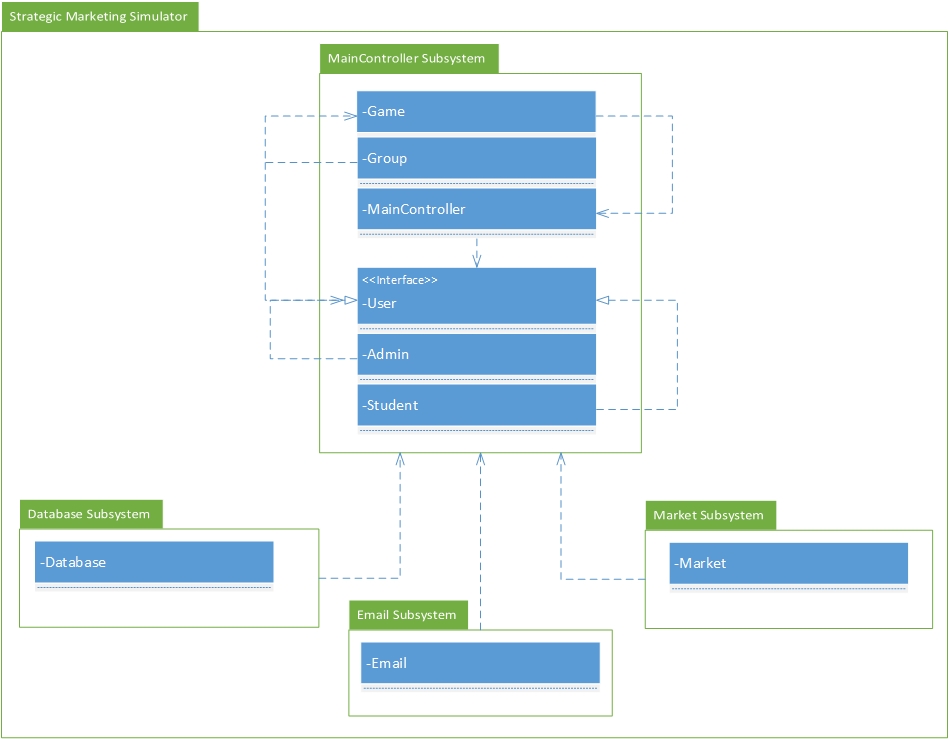 Strategic Marketing Simulator
MainController Subsystem
-Game
-Group
-MainController
<<Interface>>
-User
-Admin
-Student
Database Subsystem
-Database
Email Subsystem
-Email
Market Subsystem
-Market